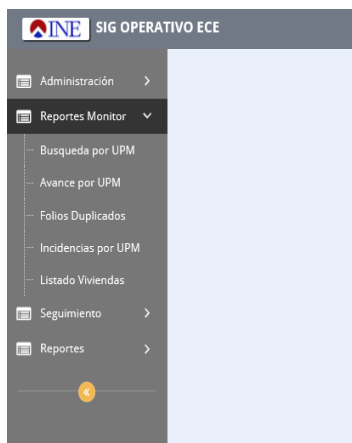 INE SIG OPERATIVO ECE
Administración
Reportes Monitor
Busqueda por UPM
Avance por UPM
Folios Duplicados
Incidencias por UPM
Listado Viviendas
Seguimiento
Reportes